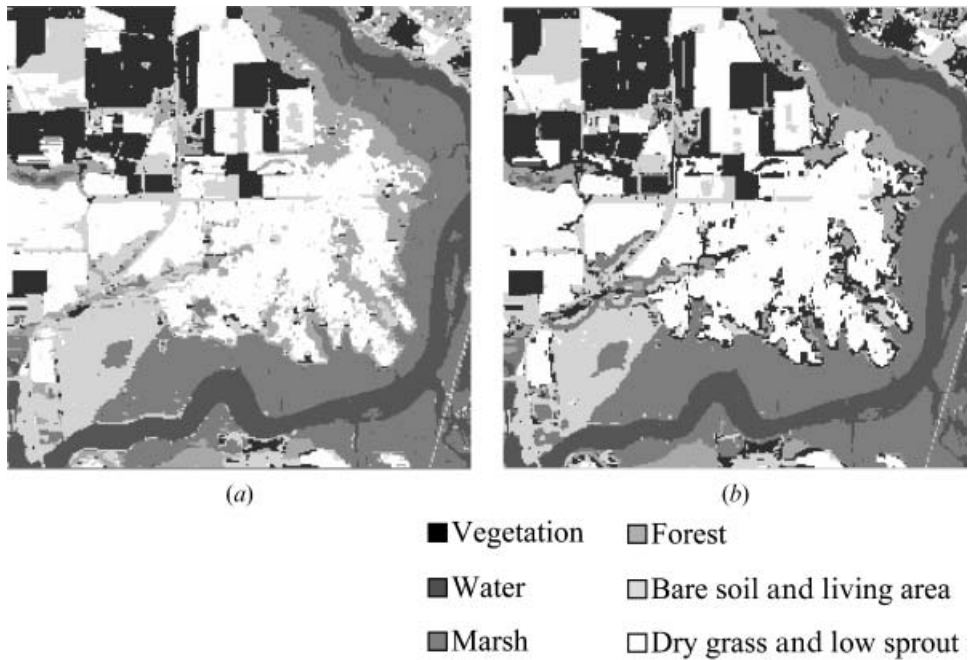 (a) (b)
Vegetation Forest
Water Bare soil and living area
Marsh Dry grass and low sprout